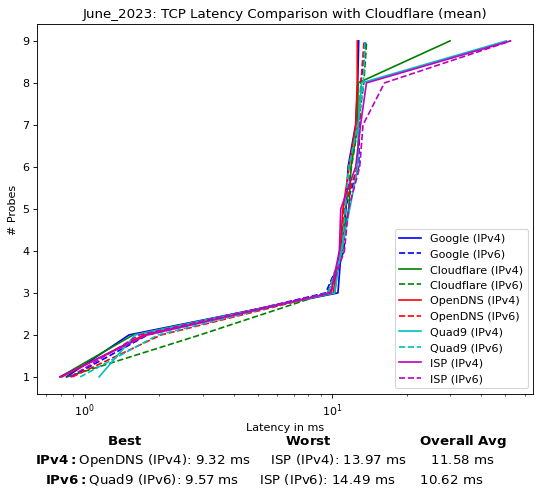 June_2023: TCP Latency Comparison with Cloudflare (mean)
9
8
7
6
5
4
3
2
1
# Probes
Google (IPv4)
Google (IPv6)
Cloudflare (IPv4)
Cloudflare (IPv6)
OpenDNS (IPv4)
OpenDNS (IPv6)
Quad9 (IPv4)
Quad9 (IPv6)
ISP (IPv4)
ISP (IPv6)
10⁰ 10¹
Latency in ms
Best Worst Overall Avg
IPv4: OpenDNS (IPv4): 9.32 ms ISP (IPv4): 13.97 ms 11.58 ms
IPv6: Quad9 (IPv6): 9.57 ms ISP (IPv6): 14.49 ms 10.62 ms